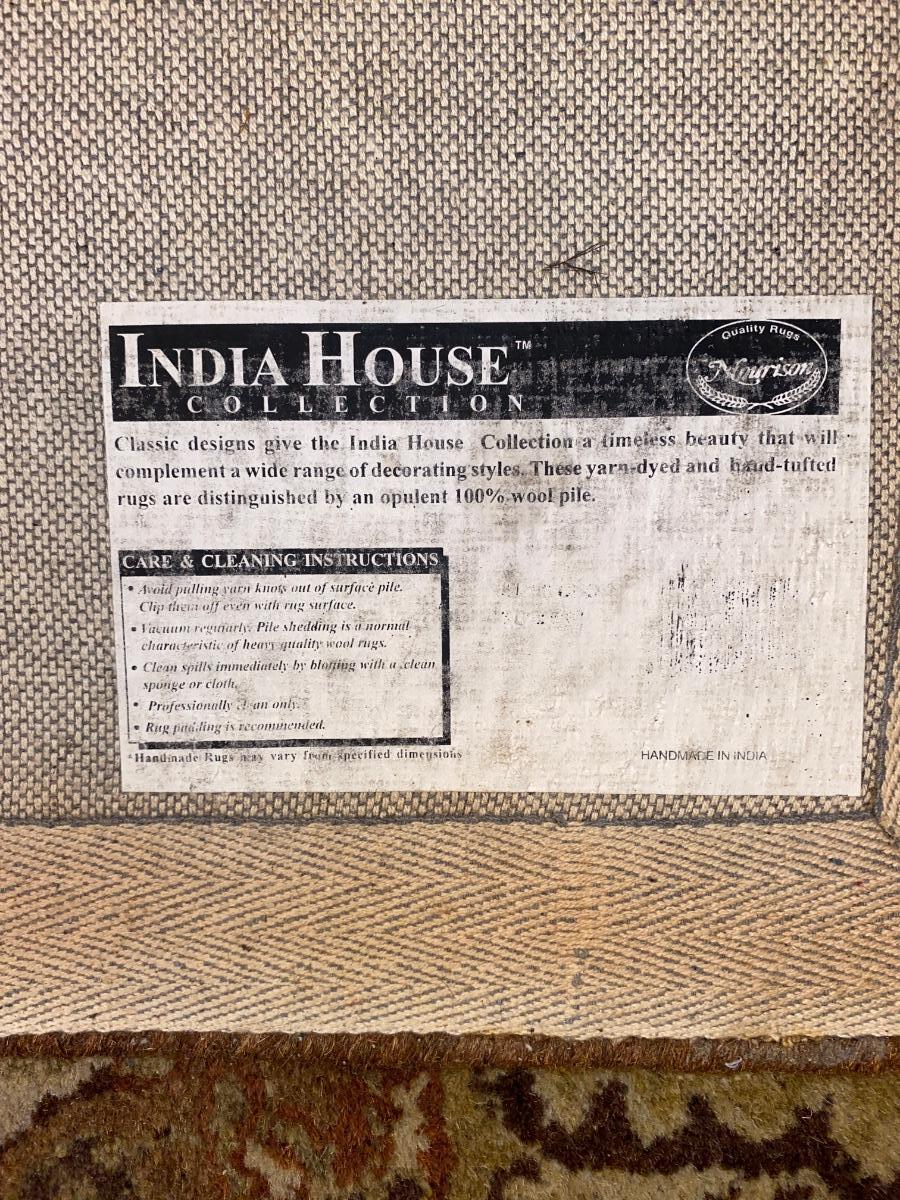 INDIA HOUSE™
COLLECTION
Quality Rugs
Nourison
Classic designs give the India House Collection a timeless beauty that will
complement a wide range of decorating styles. These yarn-dyed and hand-tufted
rugs are distinguished by an opulent 100% wool pile.
CARE & CLEANING INSTRUCTIONS
• Avoid pulling yarn knots out of surface pile.
Clip them off even with rug surface.
• Vacuum regularly. Pile shedding is a normal
characteristic of heavy quality wool rugs.
• Clean spills immediately by blotting with a clean
sponge or cloth.
• Professionally clean only.
• Rug padding is recommended.
*Handmade Rugs may vary from specified dimensions
HANDMADE IN INDIA